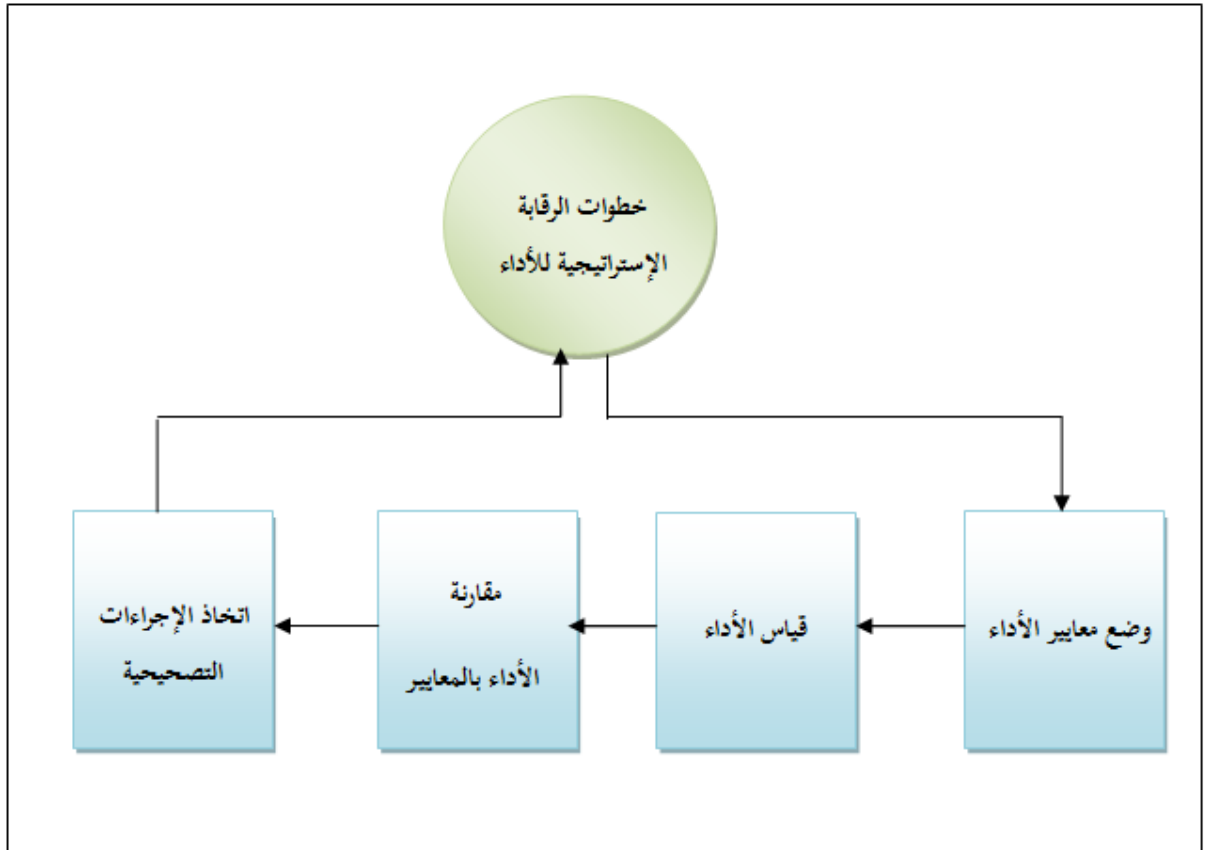 خطوات الرقابة
الإستراتيجية للأداء
وضع معايير الأداء
قياس الأداء
مقارنة
الأداء بالمعايير
اتخاذ الإجراءات
التصحيحية